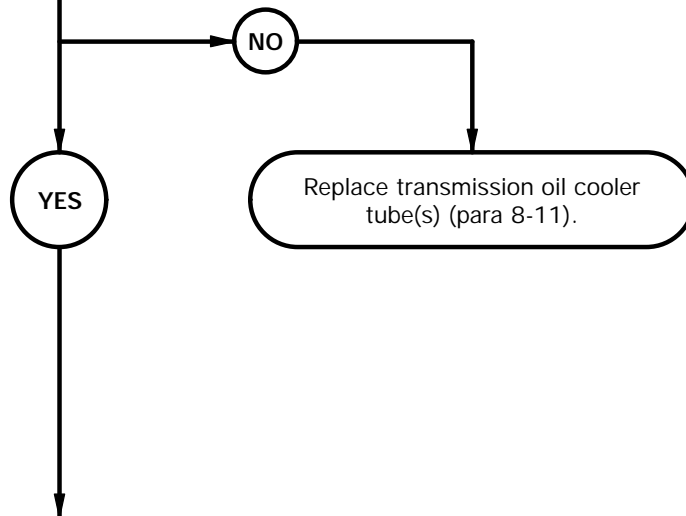 NO
YES
Replace transmission oil cooler
tube(s) (para 8-11).